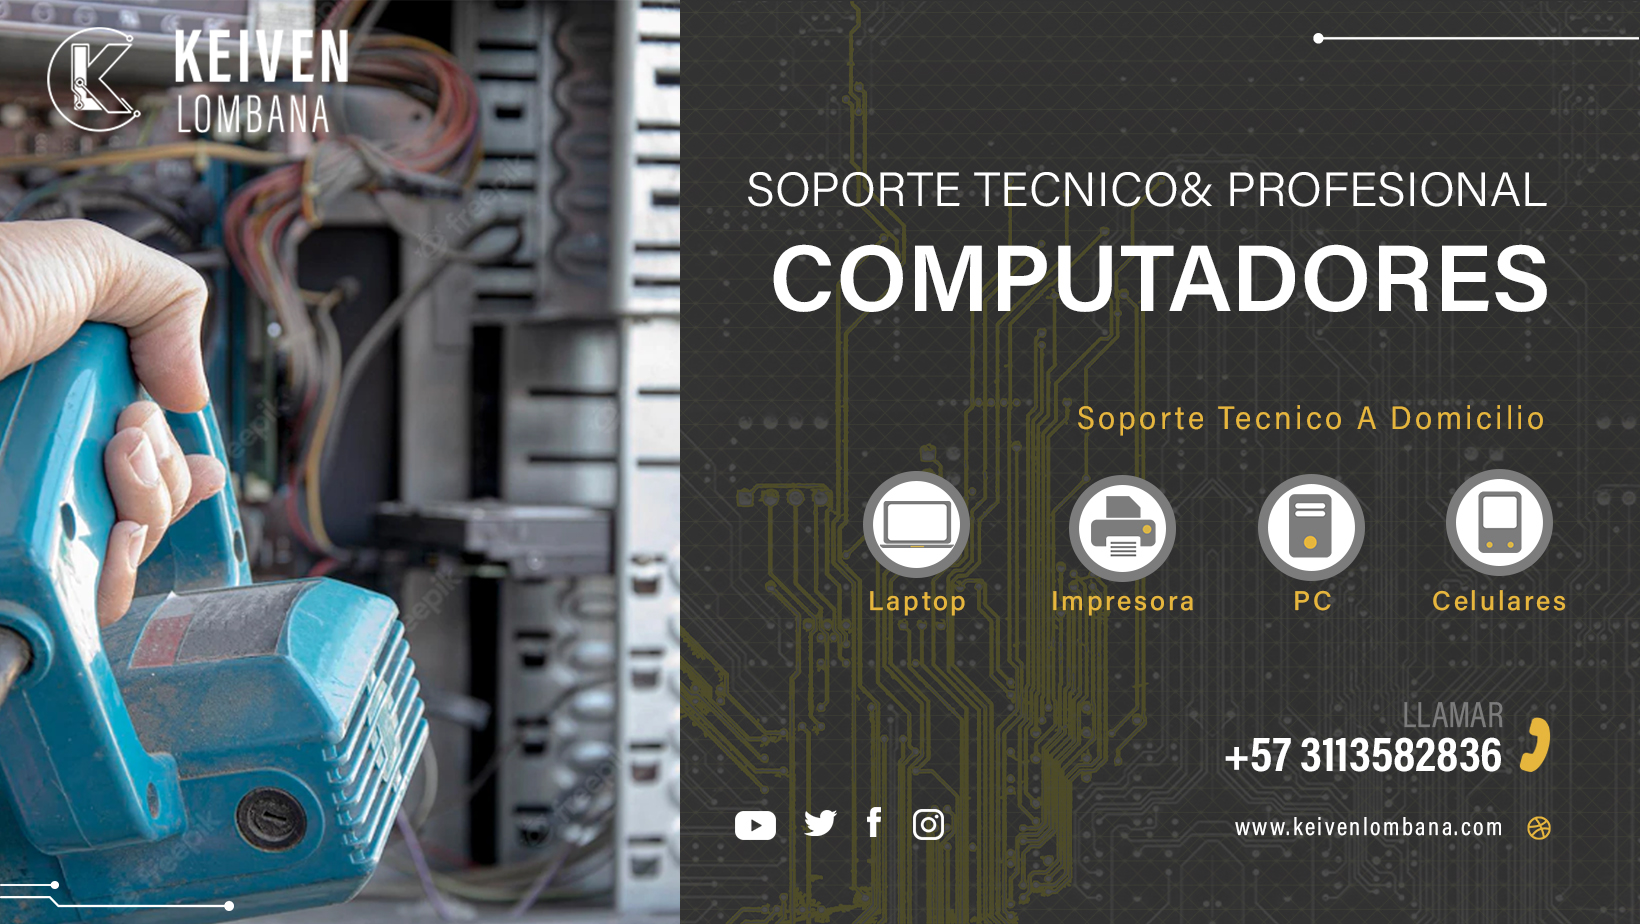 KEIVEN
LOMBANA
SOPORTE TECNICO& PROFESIONAL
COMPUTADORES
Soporte Tecnico A Domicilio
Laptop
Impresora
PC
Celulares
LLAMAR
+57 3113582836
www.keivenlombana.com
freepik